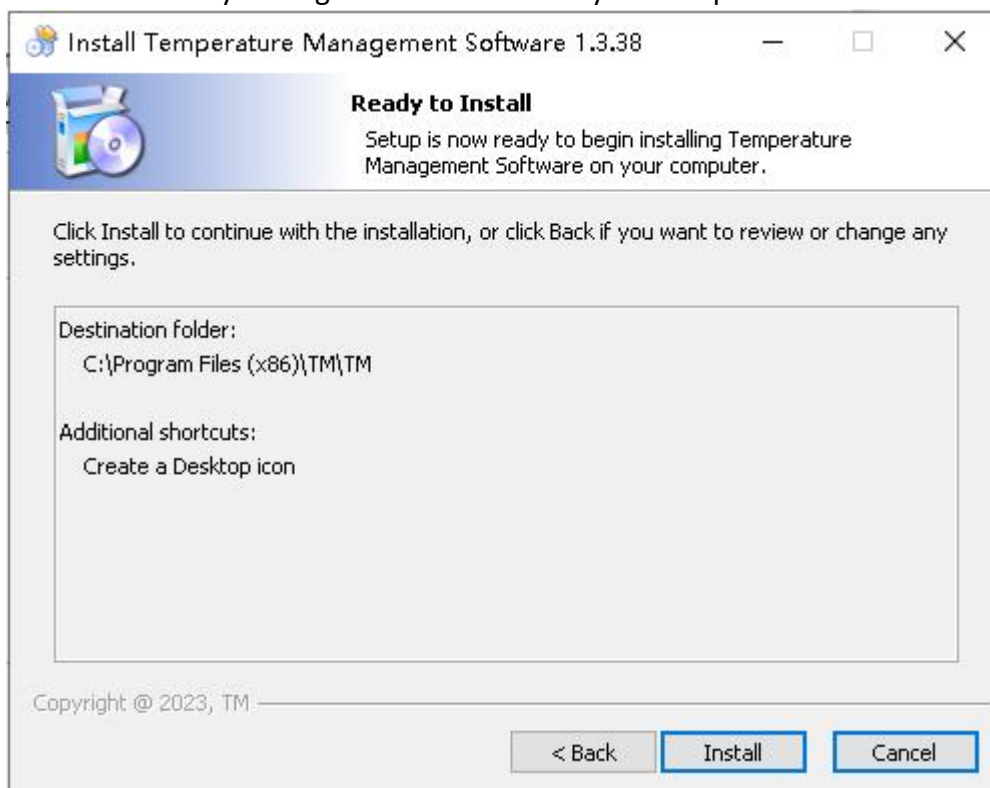 Install Temperature Management Software 1.3.38
Ready to Install
Setup is now ready to begin installing Temperature
Management Software on your computer.
Click Install to continue with the installation, or click Back if you want to review or change any
settings.
Destination folder:
C:\Program Files (x86)\TM\TM
Additional shortcuts:
Create a Desktop icon
Copyright @ 2023, TM
< Back
Install
Cancel